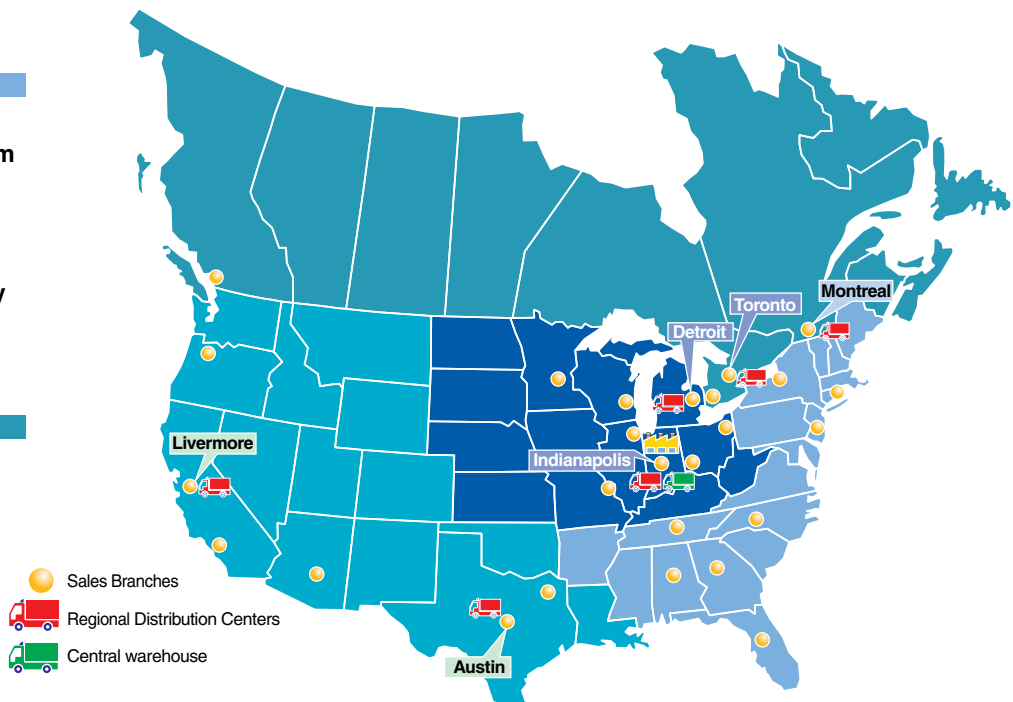 m
y
Montreal
Toronto
Detroit
Livermore
Indianapolis
Sales Branches
Regional Distribution Centers
Central warehouse
Austin